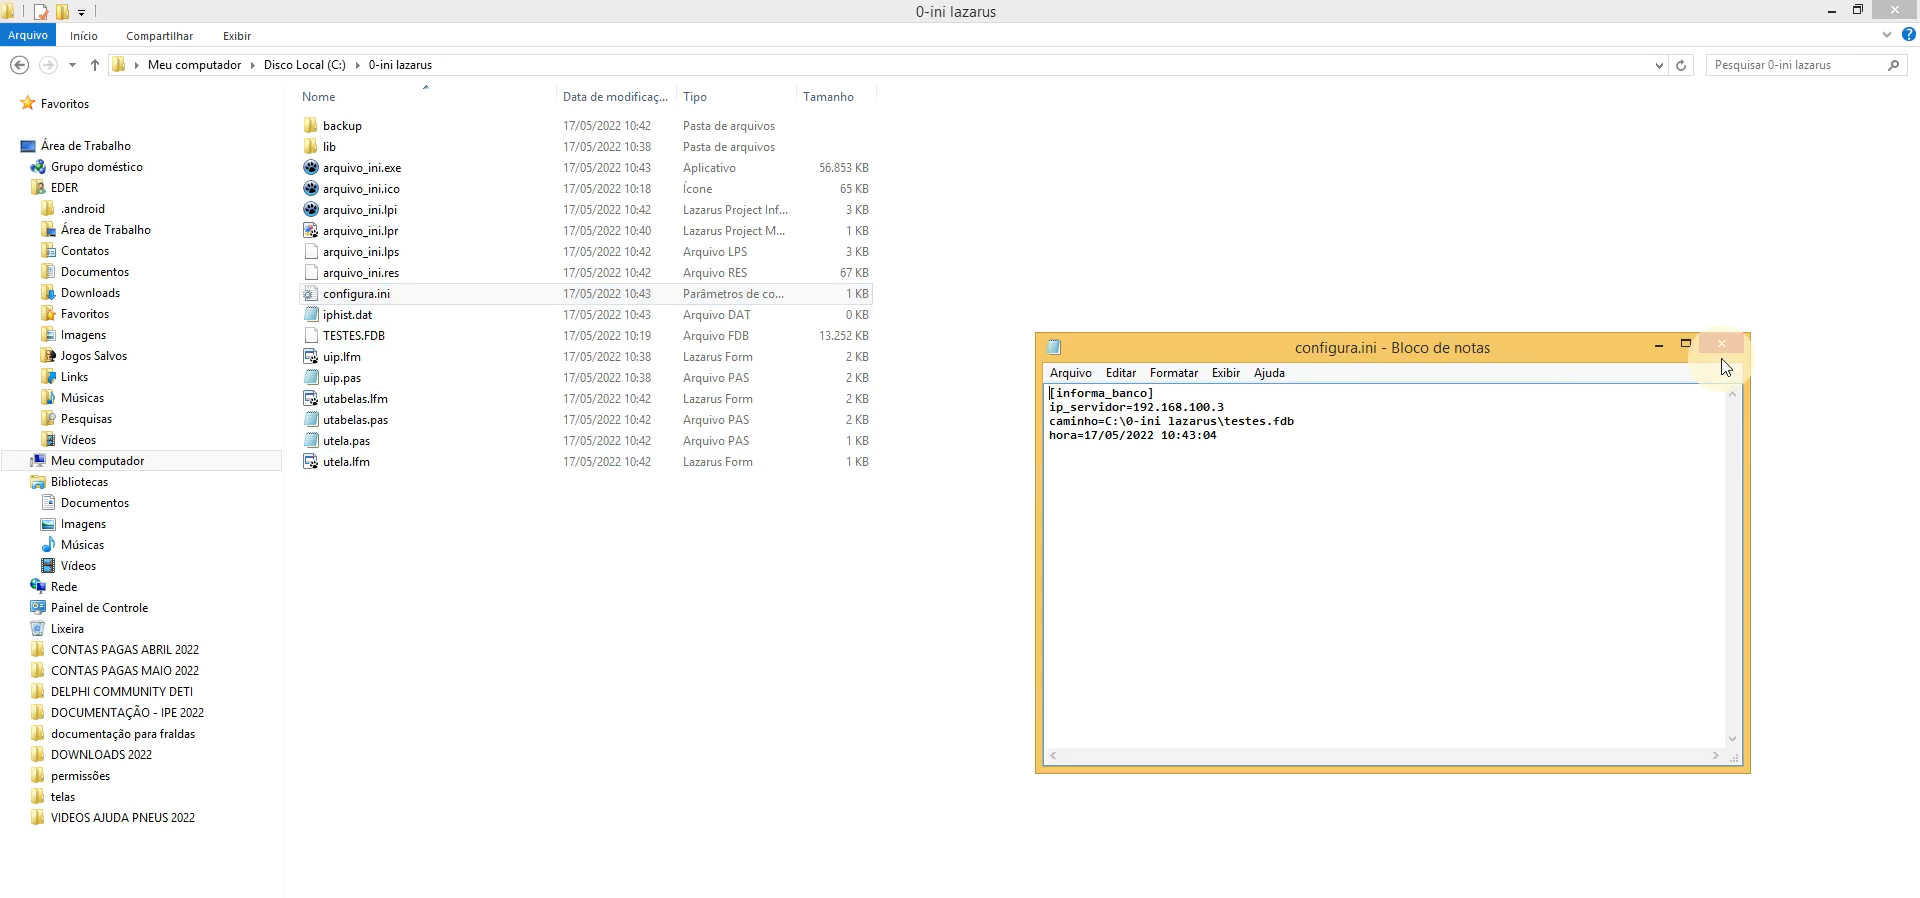 0-ini lazarus
Arquivo Início Compartilhar Exibir
Meu computador Disco Local (C:) 0-ini lazarus Pesquisar 0-ini lazarus
Favoritos
Área de Trabalho
Grupo doméstico
EDER
.android
Área de Trabalho
Contatos
Documentos
Downloads
Favoritos
Imagens
Jogos Salvos
Links
Músicas
Pesquisas
Vídeos
Meu computador
Bibliotecas
Documentos
Imagens
Músicas
Vídeos
Rede
Painel de Controle
Lixeira
CONTAS PAGAS ABRIL 2022
CONTAS PAGAS MAIO 2022
DELPHI COMMUNITY DETI
DOCUMENTAÇÃO - IPE 2022
documentação para fraldas
DOWNLOADS 2022
permissões
telas
VIDEOS AJUDA PNEUS 2022
Nome Data de modificaç... Tipo Tamanho
backup 17/05/2022 10:42 Pasta de arquivos
lib 17/05/2022 10:38 Pasta de arquivos
arquivo_ini.exe 17/05/2022 10:43 Aplicativo 56.853 KB
arquivo_ini.ico 17/05/2022 10:18 Ícone 65 KB
arquivo_ini.lpi 17/05/2022 10:42 Lazarus Project Inf... 3 KB
arquivo_ini.lpr 17/05/2022 10:40 Lazarus Project M... 1 KB
arquivo_ini.lps 17/05/2022 10:42 Arquivo LPS 3 KB
arquivo_ini.res 17/05/2022 10:42 Arquivo RES 67 KB
configura.ini 17/05/2022 10:43 Parâmetros de co... 1 KB
iphist.dat 17/05/2022 10:43 Arquivo DAT 0 KB
TESTES.FDB 17/05/2022 10:19 Arquivo FDB 13.252 KB
uip.lfm 17/05/2022 10:38 Lazarus Form 2 KB
uip.pas 17/05/2022 10:38 Arquivo PAS 2 KB
utabelas.lfm 17/05/2022 10:42 Lazarus Form 2 KB
utabelas.pas 17/05/2022 10:42 Arquivo PAS 2 KB
utela.pas 17/05/2022 10:42 Arquivo PAS 1 KB
utela.lfm 17/05/2022 10:42 Lazarus Form 1 KB
configura.ini - Bloco de notas
Arquivo Editar Formatar Exibir Ajuda
[informa_banco]
ip_servidor=192.168.100.3
caminho=C:\0-ini lazarus\testes.fdb
hora=17/05/2022 10:43:04